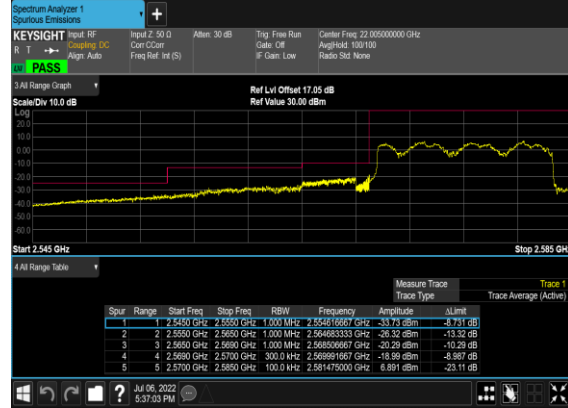 Spectrum Analyzer 1
Spurious Emissions
+
KEYSIGHT Input: RF Input Z: 50 Ω Atten: 30 dB Trig: Free Run Center Freq: 22.005000000 GHz
R T Coupling: DC Corr CCorr Gate: Off Avg|Hold: 100/100
Align: Auto Freq Ref: Int (S) IF Gain: Low Radio Std: None
PASS
3 All Range Graph Ref Lvl Offset 17.05 dB
Scale/Div 10.0 dB Ref Value 30.00 dBm
Log
20.0
10.0
0.00
-10.0
-20.0
-30.0
-40.0
-50.0
-60.0
Start 2.545 GHz Stop 2.585 GH
4 All Range Table
Measure Trace Trace 1
Trace Type Trace Average (Active)
Spur Range Start Freq Stop Freq RBW Frequency Amplitude ΔLimit
1 1 2.5450 GHz 2.5550 GHz 1.000 MHz 2.554616667 GHz -33.73 dBm -8.731 dB
2 2 2.5550 GHz 2.5650 GHz 1.000 MHz 2.564683333 GHz -26.32 dBm -13.32 dB
3 3 2.5650 GHz 2.5690 GHz 1.000 MHz 2.568506667 GHz -20.29 dBm -10.29 dB
4 4 2.5690 GHz 2.5700 GHz 300.0 kHz 2.569991667 GHz -18.99 dBm -8.987 dB
5 5 2.5700 GHz 2.5850 GHz 100.0 kHz 2.581475000 GHz 6.891 dBm -23.11 dB
? Jul 06, 2022
5:37:03 PM